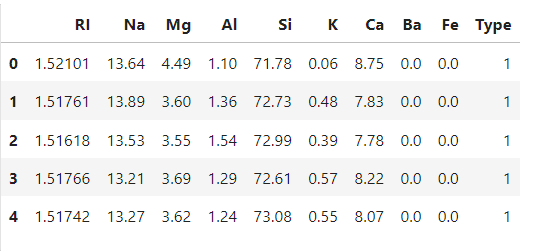 RI Na Mg Al Si K Ca Ba Fe Type
0 1.52101 13.64 4.49 1.10 71.78 0.06 8.75 0.0 0.0 1
1 1.51761 13.89 3.60 1.36 72.73 0.48 7.83 0.0 0.0 1
2 1.51618 13.53 3.55 1.54 72.99 0.39 7.78 0.0 0.0 1
3 1.51766 13.21 3.69 1.29 72.61 0.57 8.22 0.0 0.0 1
4 1.51742 13.27 3.62 1.24 73.08 0.55 8.07 0.0 0.0 1